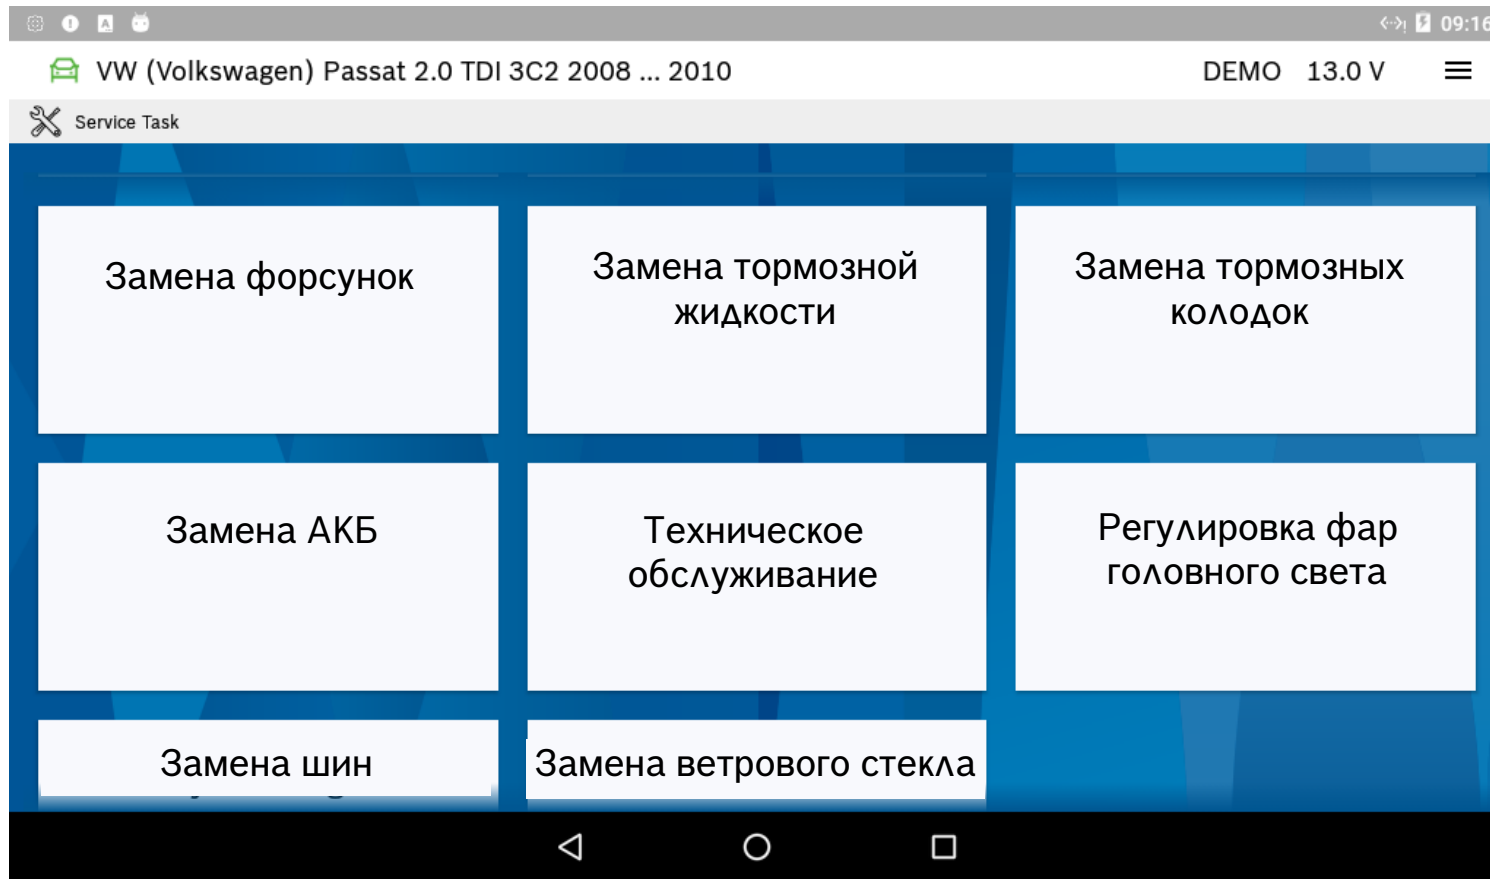 09:16
VW (Volkswagen) Passat 2.0 TDI 3C2 2008 ... 2010
DEMO 13.0 V
Service Task
Замена форсунок
Замена тормозной
жидкости
Замена тормозных
колодок
Замена АКБ
Техническое
обслуживание
Регулировка фар
головного света
Замена шин
Замена ветрового стекла